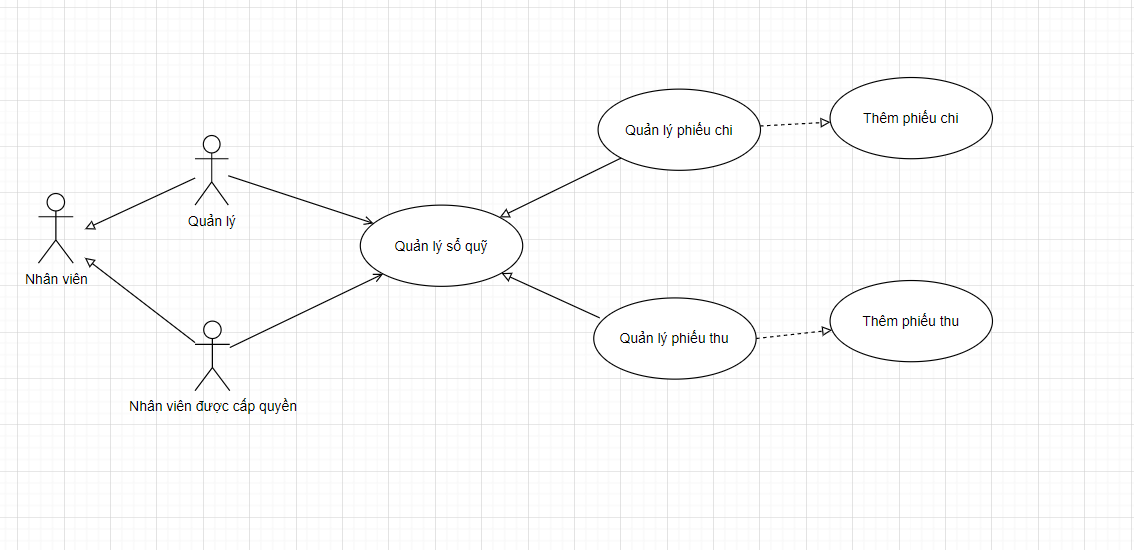 Quản lý phiếu chi
Thêm phiếu chi
Quản lý
Quản lý sổ quỹ
Nhân viên
Quản lý phiếu thu
Thêm phiếu thu
Nhân viên được cấp quyền